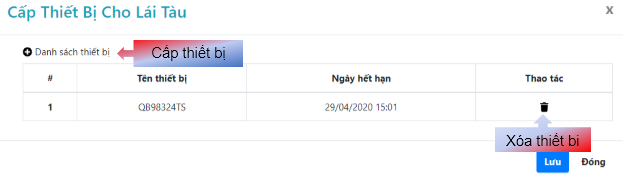 Cấp Thiết Bị Cho Lái Tàu x
Danh sách thiết bị Cấp thiết bị
# Tên thiết bị Ngày hết hạn Thao tác
1 QB98324TS 29/04/2020 15:01
Xóa thiết bi
Lưu Đóng